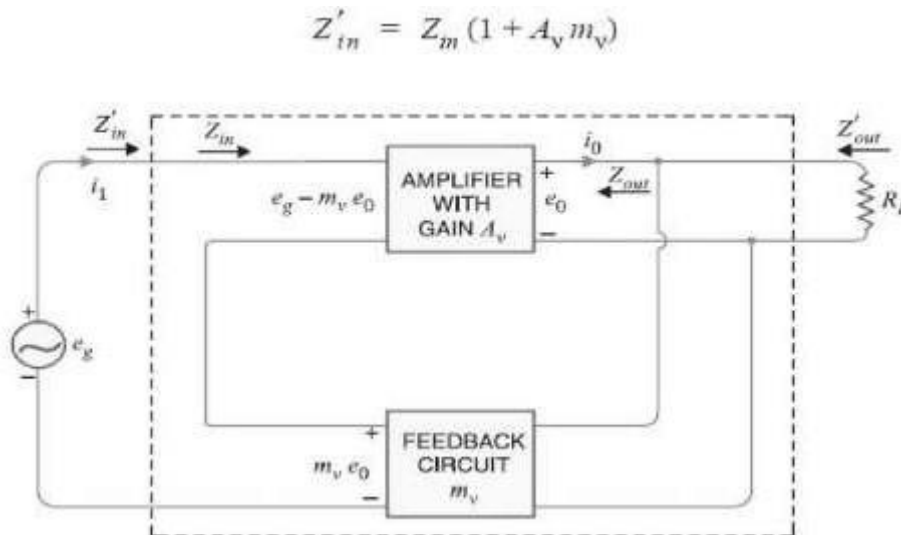 Z'in = Zin (1 + Av mv)
Z'in
Zin
i1
eg – mv e0
AMPLIFIER
WITH
GAIN Av
+
e0
–
i0
Zout
Z'out
+
eg
–
+
mv e0
–
FEEDBACK
CIRCUIT
mv